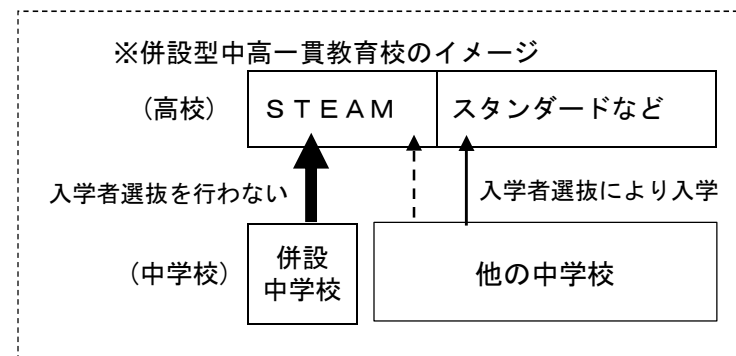 ※併設型中高一貫教育校のイメージ
（高校）
ＳＴＥＡＭ
スタンダードなど
入学者選抜を行わない
入学者選抜により入学
（中学校）
併設
中学校
他の中学校